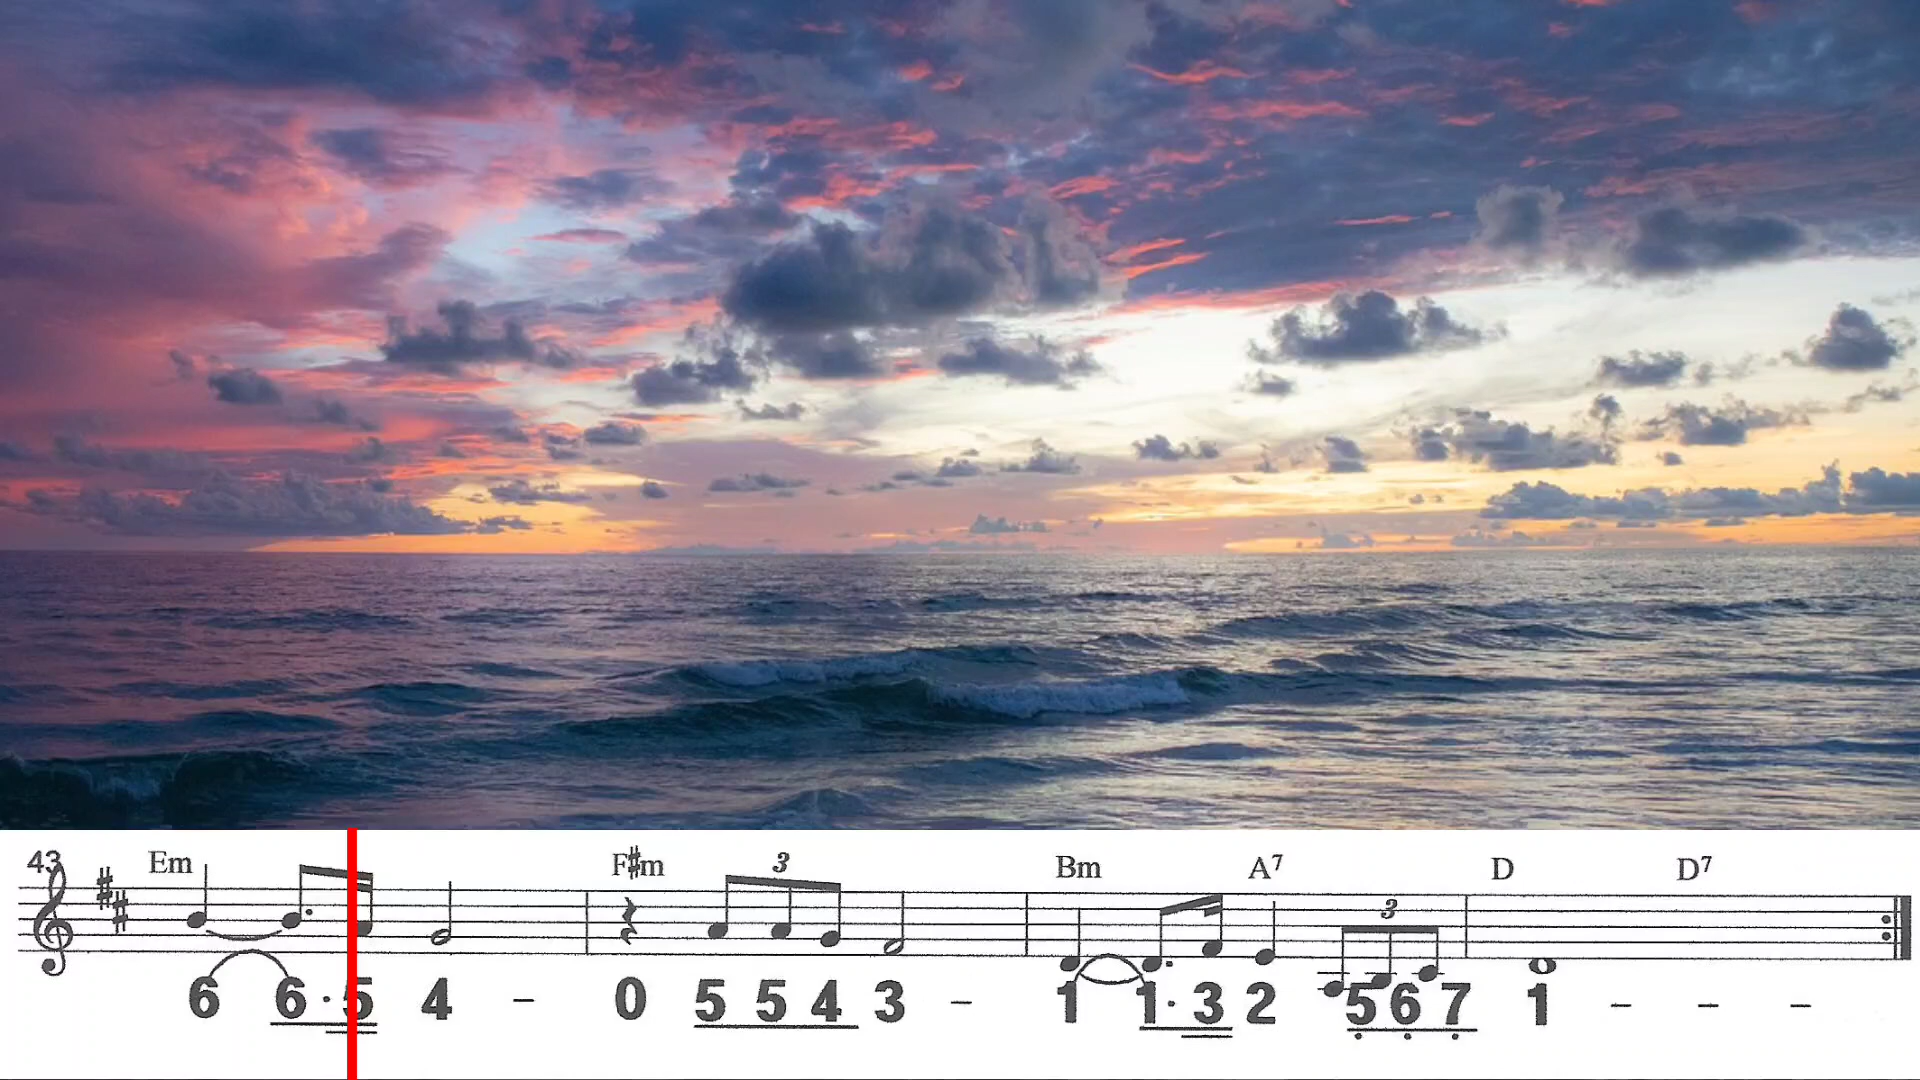 43 Em F#m 3 Bm A7 3 D D7
6 6 · 5 4 – 0 5 5 4 3 – 1 1 · 3 2 5 6 7 1 – – –